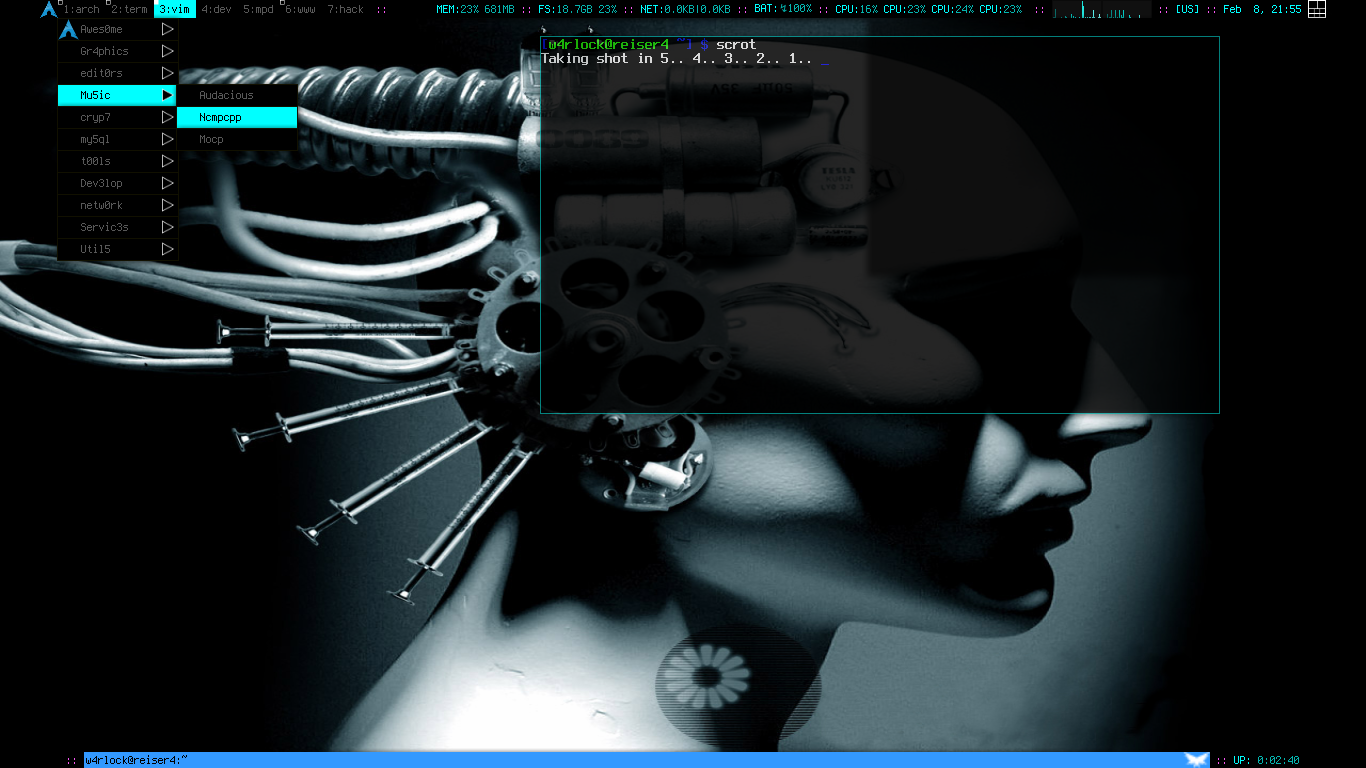 1:arch 2:term 3:vim 4:dev 5:mpd 6:www 7:hack :: MEM:23% 681MB :: FS:18.7GB 23% :: NET:0.0KB|0.0KB :: BAT:↯100% :: CPU:16% CPU:23% CPU:24% CPU:23% :: :: [US] :: Feb 8, 21:55
Awes0me
Gr4phics
edit0rs
Mu5ic
cryp7
my5ql
t00ls
Dev3lop
netw0rk
Servic3s
Util5
Audacious
Ncmpcpp
Mocp
[w4rlock@reiser4 ~] $ scrot
Taking shot in 5.. 4.. 3.. 2.. 1.. _
TESLA
:: w4rlock@reiser4:~ :: UP: 0:02:40